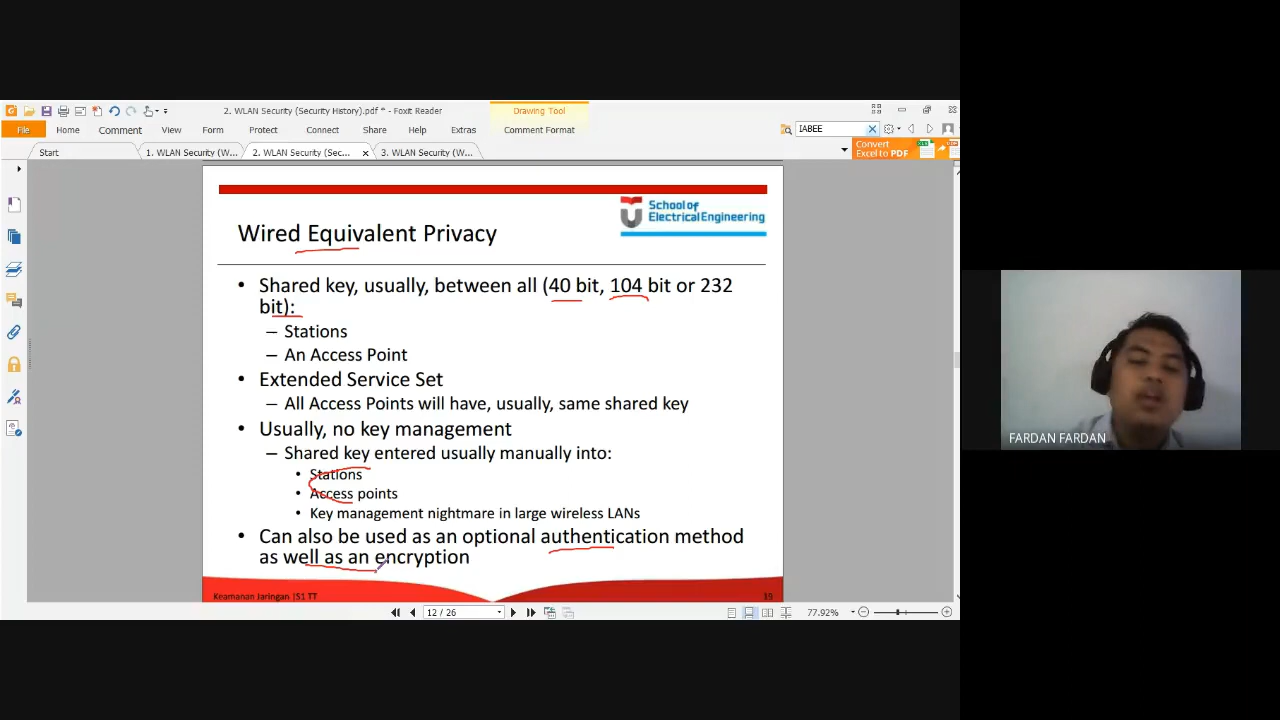 2. WLAN Security (Security History).pdf * - Foxit Reader
Drawing Tool
File Home Comment View Form Protect Connect Share Help Extras Comment Format
IABEE
Start
1. WLAN Security (W...
2. WLAN Security (Sec...
3. WLAN Security (W...
Convert
Excel to PDF
School of
Electrical Engineering
Wired Equivalent Privacy
• Shared key, usually, between all (40 bit, 104 bit or 232
bit):
– Stations
– An Access Point
• Extended Service Set
– All Access Points will have, usually, same shared key
• Usually, no key management
– Shared key entered usually manually into:
• Stations
• Access points
• Key management nightmare in large wireless LANs
• Can also be used as an optional authentication method
as well as an encryption
Keamanan Jaringan |S1 TT
19
12 / 26
77.92%
FARDAN FARDAN